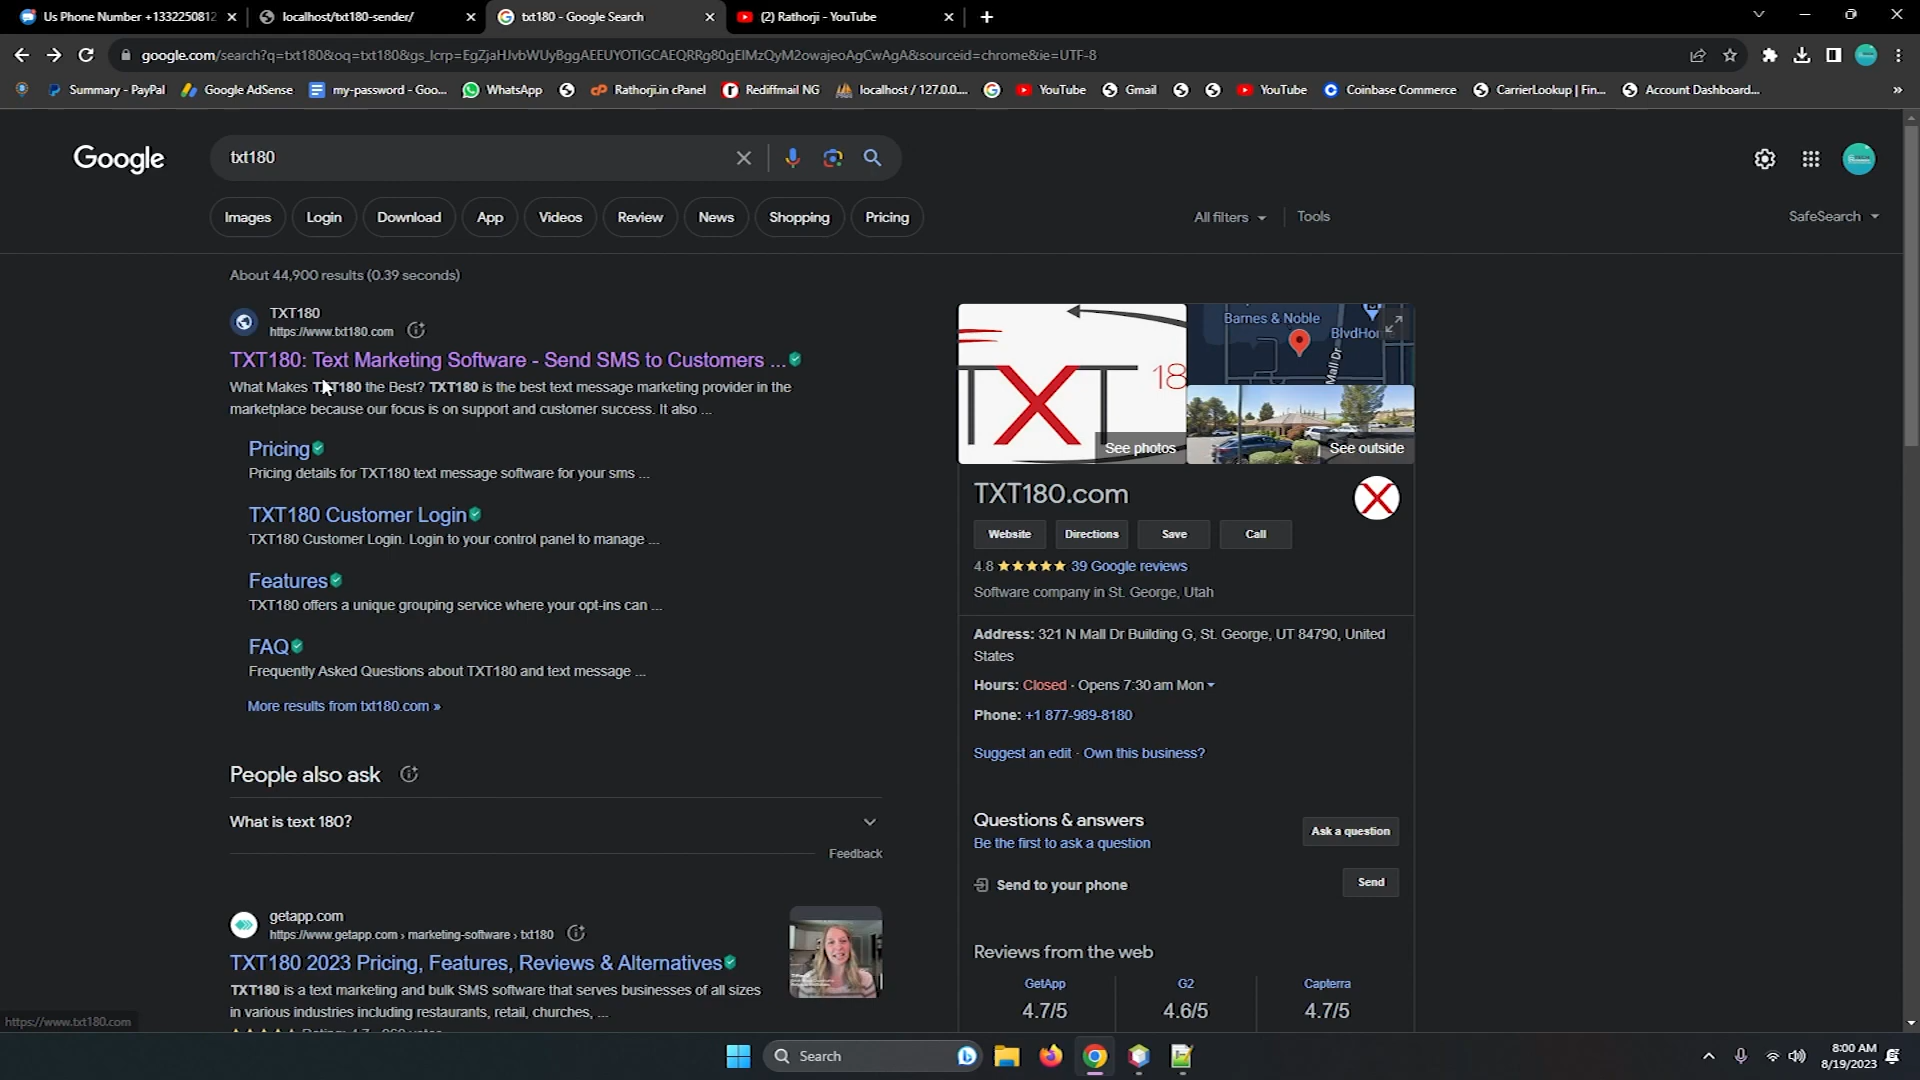 Us Phone Number +1332250812
localhost/txt180-sender/
txt180 - Google Search
(2) Rathorji - YouTube
google.com/search?q=txt180&oq=txt180&gs_lcrp=EgZjaHJvbWUyBggAEEUYOTIGCAEQRRg80gEIMzQyM2owajeoAgCwAgA&sourceid=chrome&ie=UTF-8
Summary - PayPal
Google AdSense
my-password - Goo...
WhatsApp
Rathorji.in cPanel
Rediffmail NG
localhost / 127.0.0....
YouTube
Gmail
YouTube
Coinbase Commerce
CarrierLookup | Fin...
Account Dashboard...
»
Google
txt180
Images
Login
Download
App
Videos
Review
News
Shopping
Pricing
All filters
Tools
SafeSearch
About 44,900 results (0.39 seconds)
TXT180
https://www.txt180.com
TXT180: Text Marketing Software - Send SMS to Customers ...
What Makes TXT180 the Best? TXT180 is the best text message marketing provider in the
marketplace because our focus is on support and customer success. It also ...
Pricing
Pricing details for TXT180 text message software for your sms ...
TXT180 Customer Login
TXT180 Customer Login. Login to your control panel to manage ...
Features
TXT180 offers a unique grouping service where your opt-ins can ...
FAQ
Frequently Asked Questions about TXT180 and text message ...
More results from txt180.com »
People also ask
What is text 180?
Feedback
getapp.com
https://www.getapp.com › marketing-software › txt180
TXT180 2023 Pricing, Features, Reviews & Alternatives
TXT180 is a text marketing and bulk SMS software that serves businesses of all sizes
in various industries including restaurants, retail, churches, ...
TXT 18
See photos
Barnes & Noble
BlvdHom
Mall Dr
See outside
TXT180.com
Website
Directions
Save
Call
4.8 ★★★★★ 39 Google reviews
Software company in St. George, Utah
Address: 321 N Mall Dr Building G, St. George, UT 84790, United
States
Hours: Closed · Opens 7:30 am Mon
Phone: +1 877-989-8180
Suggest an edit · Own this business?
Questions & answers
Be the first to ask a question
Ask a question
Send to your phone
Send
Reviews from the web
GetApp
4.7/5
G2
4.6/5
Capterra
4.7/5
https://www.txt180.com
Search
8:00 AM
8/19/2023